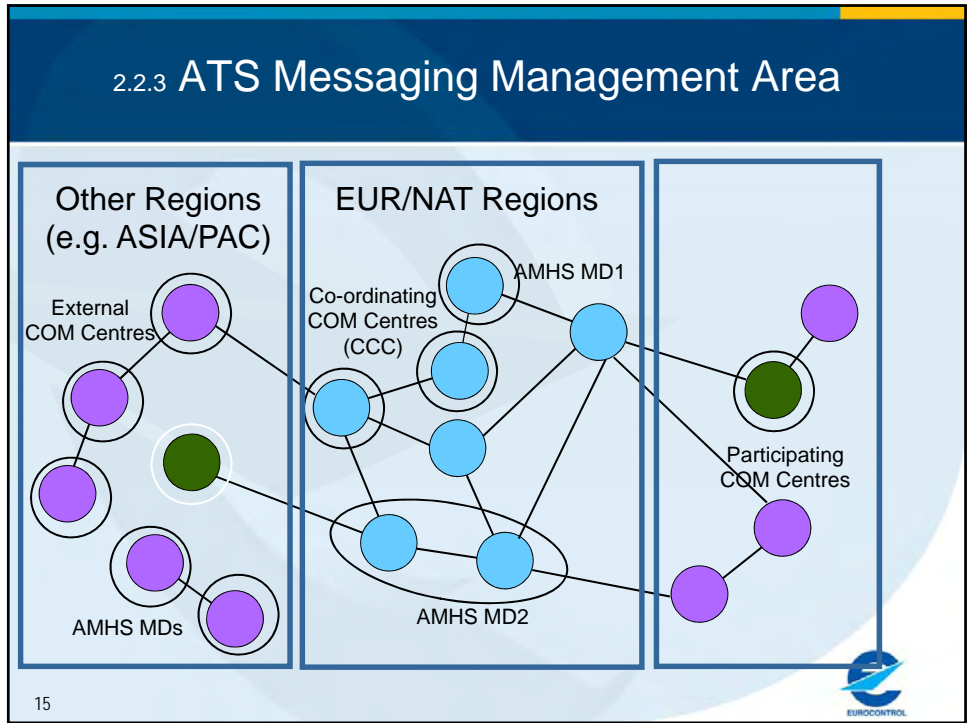 2.2.3 ATS Messaging Management Area
Other Regions
(e.g. ASIA/PAC)
External
COM Centres
AMHS MDs
EUR/NAT Regions
AMHS MD1
Co-ordinating
COM Centres
(CCC)
AMHS MD2
Participating
COM Centres
15
EUROCONTROL